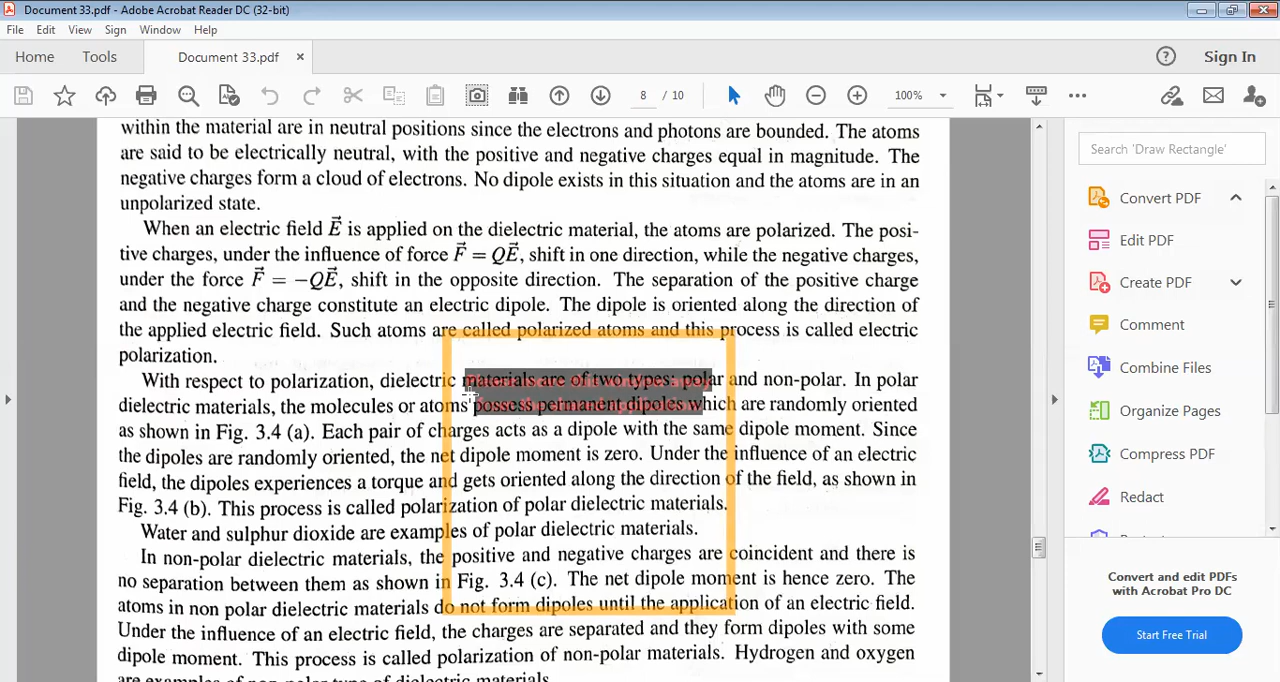 Document 33.pdf - Adobe Acrobat Reader DC (32-bit)
File Edit View Sign Window Help
Home Tools Document 33.pdf × Sign In
8 / 10 100%
within the material are in neutral positions since the electrons and photons are bounded. The atoms
are said to be electrically neutral, with the positive and negative charges equal in magnitude. The
negative charges form a cloud of electrons. No dipole exists in this situation and the atoms are in an
unpolarized state.
When an electric field E⃗ is applied on the dielectric material, the atoms are polarized. The posi-
tive charges, under the influence of force F⃗ = QE⃗, shift in one direction, while the negative charges,
under the force F⃗ = −QE⃗, shift in the opposite direction. The separation of the positive charge
and the negative charge constitute an electric dipole. The dipole is oriented along the direction of
the applied electric field. Such atoms are called polarized atoms and this process is called electric
polarization.
With respect to polarization, dielectric materials are of two types: polar and non-polar. In polar
dielectric materials, the molecules or atoms possess permanent dipoles which are randomly oriented
as shown in Fig. 3.4 (a). Each pair of charges acts as a dipole with the same dipole moment. Since
the dipoles are randomly oriented, the net dipole moment is zero. Under the influence of an electric
field, the dipoles experiences a torque and gets oriented along the direction of the field, as shown in
Fig. 3.4 (b). This process is called polarization of polar dielectric materials.
Water and sulphur dioxide are examples of polar dielectric materials.
In non-polar dielectric materials, the positive and negative charges are coincident and there is
no separation between them as shown in Fig. 3.4 (c). The net dipole moment is hence zero. The
atoms in non polar dielectric materials do not form dipoles until the application of an electric field.
Under the influence of an electric field, the charges are separated and they form dipoles with some
dipole moment. This process is called polarization of non-polar materials. Hydrogen and oxygen
are examples of non-polar type of dielectric materials.
Search 'Draw Rectangle'
Convert PDF
Edit PDF
Create PDF
Comment
Combine Files
Organize Pages
Compress PDF
Redact
Convert and edit PDFs
with Acrobat Pro DC
Start Free Trial